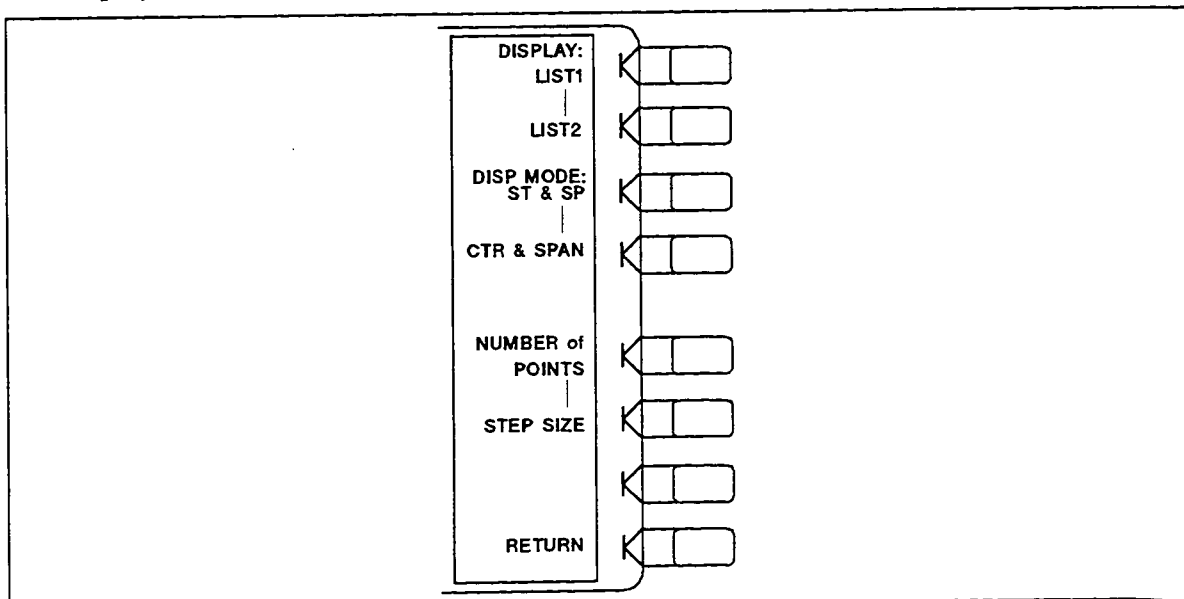 DISPLAY:
LIST1
LIST2
DISP MODE:
ST & SP
CTR & SPAN
NUMBER of
POINTS
STEP SIZE
RETURN